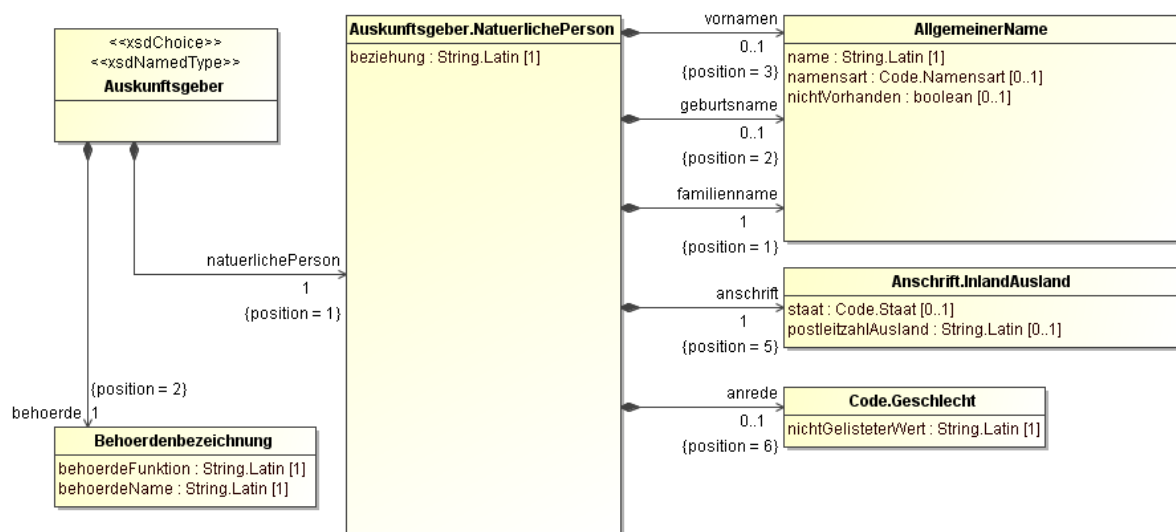 <<xsdChoice>>
<<xsdNamedType>>
Auskunftsgeber
natuerlichePerson
1
{position = 1}
{position = 2}
behoerde 1
Behoerdenbezeichnung
behoerdeFunktion : String.Latin [1]
behoerdeName : String.Latin [1]
Auskunftsgeber.NatuerlichePerson
beziehung : String.Latin [1]
vornamen
0..1
{position = 3}
geburtsname
0..1
{position = 2}
familienname
1
{position = 1}
anschrift
1
{position = 5}
anrede
0..1
{position = 6}
AllgemeinerName
name : String.Latin [1]
namensart : Code.Namensart [0..1]
nichtVorhanden : boolean [0..1]
Anschrift.InlandAusland
staat : Code.Staat [0..1]
postleitzahlAusland : String.Latin [0..1]
Code.Geschlecht
nichtGelisteterWert : String.Latin [1]